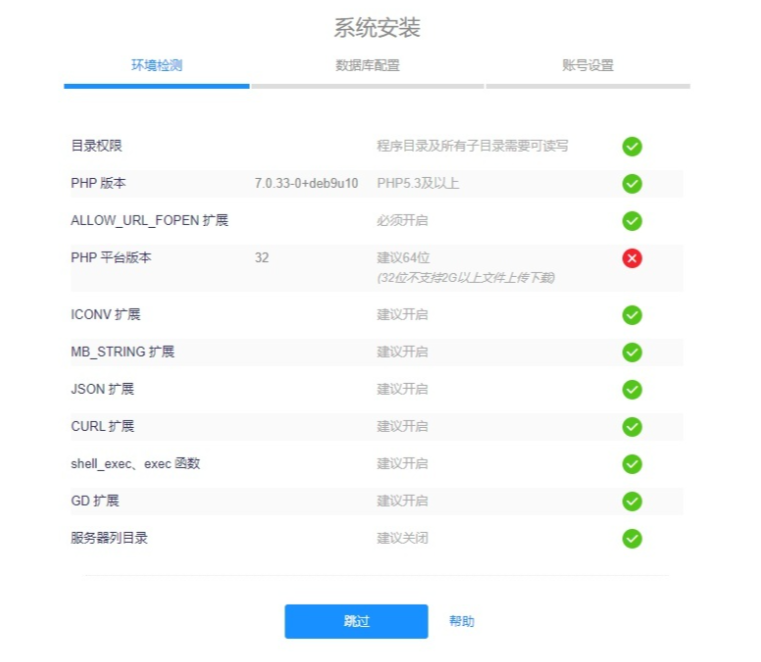 系统安装
环境检测 数据库配置 账号设置
目录权限 程序目录及所有子目录需要可读写
PHP 版本 7.0.33-0+deb9u10 PHP5.3及以上
ALLOW_URL_FOPEN 扩展 必须开启
PHP 平台版本 32 建议64位
(32位不支持2G以上文件上传下载)
ICONV 扩展 建议开启
MB_STRING 扩展 建议开启
JSON 扩展 建议开启
CURL 扩展 建议开启
shell_exec、exec 函数 建议开启
GD 扩展 建议开启
服务器列目录 建议关闭
跳过 帮助